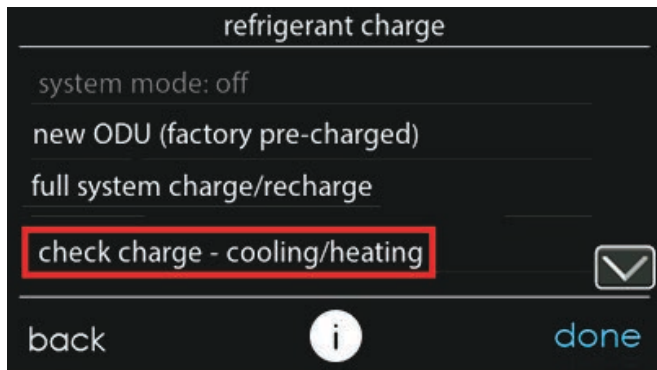 refrigerant charge
system mode: off
new ODU (factory pre-charged)
full system charge/recharge
check charge - cooling/heating
back
i
done